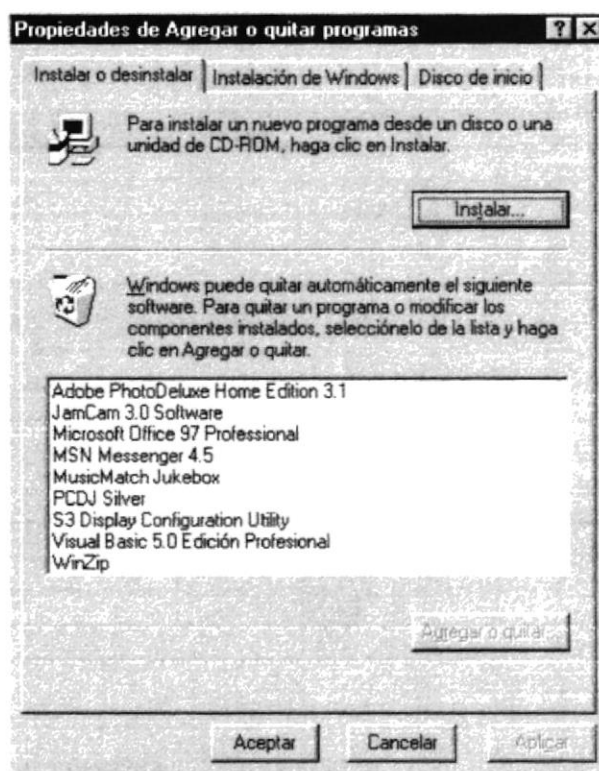 Propiedades de Agregar o quitar programas
Instalar o desinstalar
Instalación de Windows
Disco de inicio
Para instalar un nuevo programa desde un disco o una
unidad de CD-ROM, haga clic en Instalar.
Instalar...
Windows puede quitar automáticamente el siguiente
software. Para quitar un programa o modificar los
componentes instalados, selecciónelo de la lista y haga
clic en Agregar o quitar.
Adobe PhotoDeluxe Home Edition 3.1
JamCam 3.0 Software
Microsoft Office 97 Professional
MSN Messenger 4.5
MusicMatch Jukebox
PCDJ Silver
S3 Display Configuration Utility
Visual Basic 5.0 Edición Profesional
WinZip
Agregar o quitar...
Aceptar
Cancelar
Aplicar